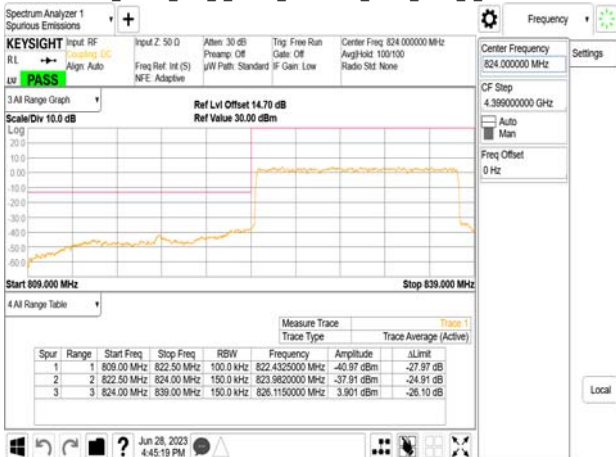 Spectrum Analyzer 1
Spurious Emissions
+
Frequency
KEYSIGHT
RL
LV
PASS
Input: RF
Coupling: DC
Align: Auto
Input Z: 50 Ω
Freq Ref: Int (S)
NFE: Adaptive
Atten: 30 dB
Preamp: Off
µW Path: Standard
Trig: Free Run
Gate: Off
IF Gain: Low
Center Freq: 824.000000 MHz
Avg|Hold: 100/100
Radio Std: None
Center Frequency
824.000000 MHz
Settings
CF Step
4.399000000 GHz
Auto
Man
Freq Offset
0 Hz
Local
3 All Range Graph
Scale/Div 10.0 dB
Ref Lvl Offset 14.70 dB
Ref Value 30.00 dBm
Log
20.0
10.0
0.00
-10.0
-20.0
-30.0
-40.0
-50.0
-60.0
Start 809.000 MHz
Stop 839.000 MHz
4 All Range Table
Measure Trace Trace 1
Trace Type Trace Average (Active)
Spur Range Start Freq Stop Freq RBW Frequency Amplitude ΔLimit
1 1 809.00 MHz 822.50 MHz 100.0 kHz 822.4325000 MHz -40.97 dBm -27.97 dB
2 2 822.50 MHz 824.00 MHz 150.0 kHz 823.9820000 MHz -37.91 dBm -24.91 dB
3 3 824.00 MHz 839.00 MHz 150.0 kHz 826.1150000 MHz 3.901 dBm -26.10 dB
?
Jun 28, 2023
4:45:19 PM